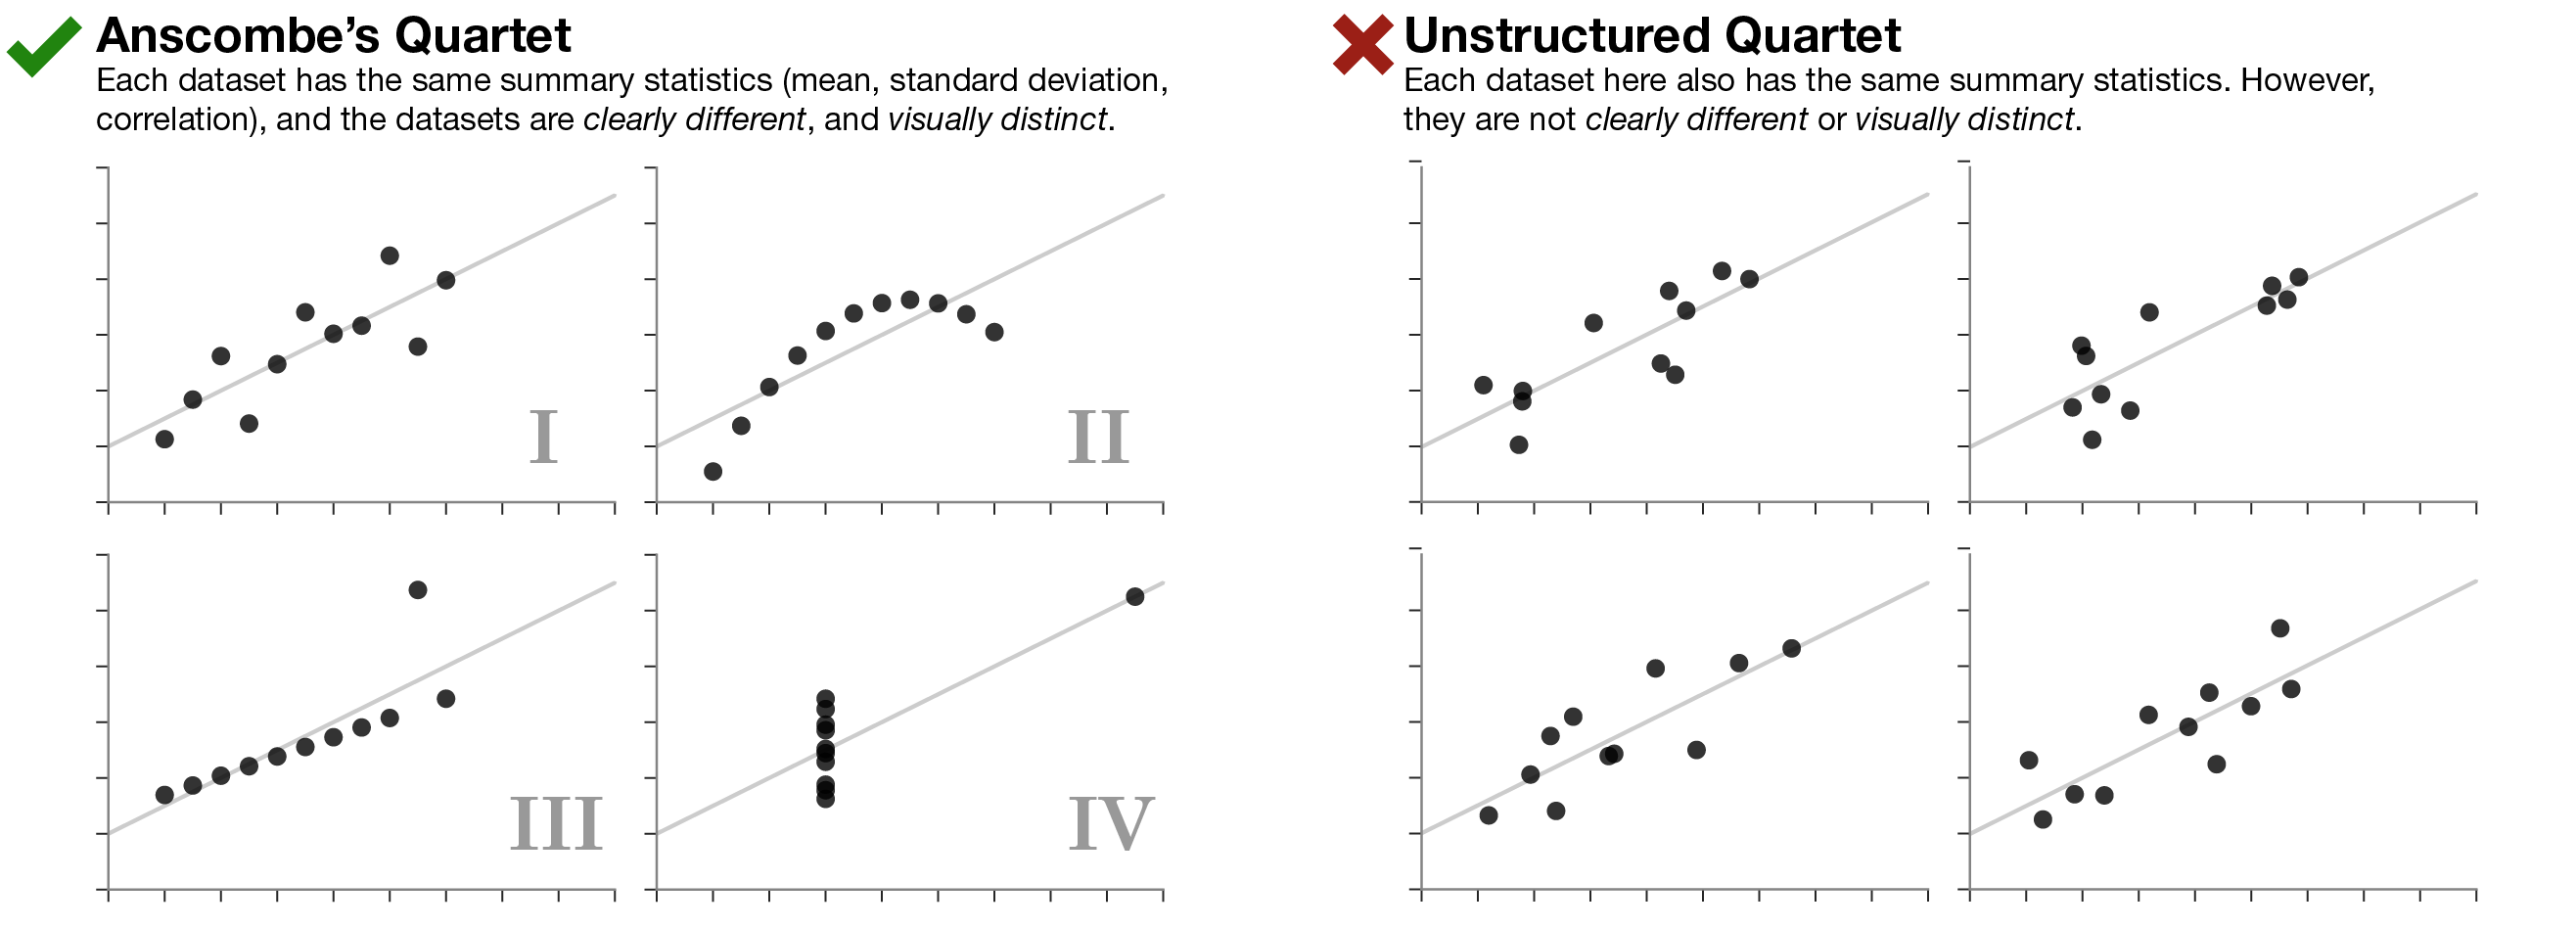 Anscombe’s Quartet
Each dataset has the same summary statistics (mean, standard deviation,
correlation), and the datasets are clearly different, and visually distinct.
I
II
III
IV
Unstructured Quartet
Each dataset here also has the same summary statistics. However,
they are not clearly different or visually distinct.